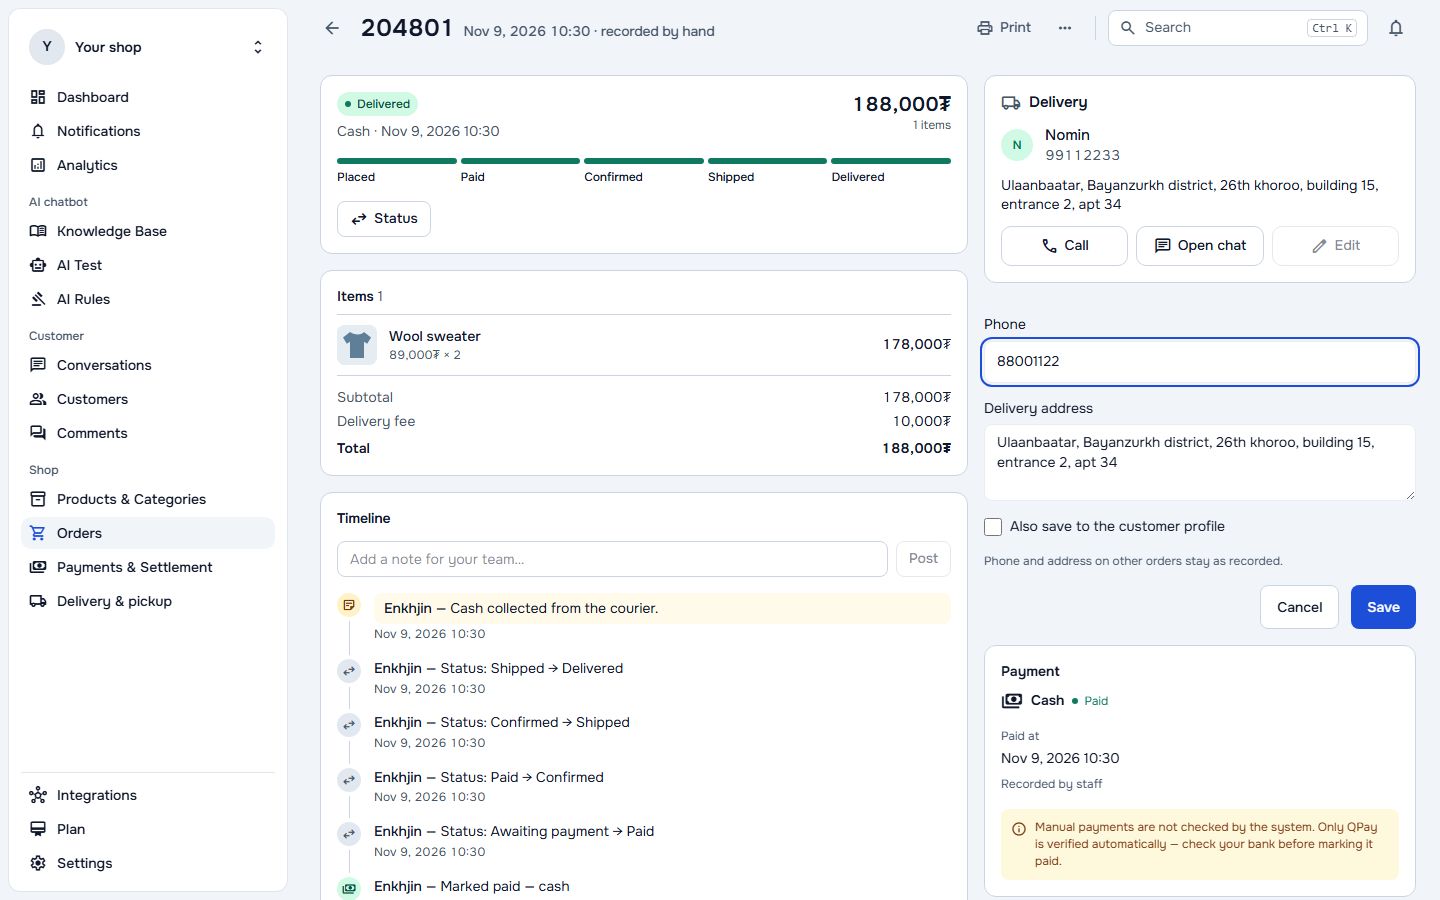 Y
Your shop
Dashboard
Notifications
Analytics
AI chatbot
Knowledge Base
AI Test
AI Rules
Customer
Conversations
Customers
Comments
Shop
Products & Categories
Orders
Payments & Settlement
Delivery & pickup
Integrations
Plan
Settings
204801 Nov 9, 2026 10:30 · recorded by hand
Print
Search
Ctrl K
Delivered
188,000₮
Cash · Nov 9, 2026 10:30
1 items
Placed Paid Confirmed Shipped Delivered
Status
Items 1
Wool sweater
89,000₮ × 2
178,000₮
Subtotal 178,000₮
Delivery fee 10,000₮
Total 188,000₮
Timeline
Add a note for your team...
Post
Enkhjin — Cash collected from the courier.
Nov 9, 2026 10:30
Enkhjin — Status: Shipped → Delivered
Nov 9, 2026 10:30
Enkhjin — Status: Confirmed → Shipped
Nov 9, 2026 10:30
Enkhjin — Status: Paid → Confirmed
Nov 9, 2026 10:30
Enkhjin — Status: Awaiting payment → Paid
Nov 9, 2026 10:30
Enkhjin — Marked paid — cash
Delivery
N
Nomin
99112233
Ulaanbaatar, Bayanzurkh district, 26th khoroo, building 15,
entrance 2, apt 34
Call
Open chat
Edit
Phone
88001122
Delivery address
Ulaanbaatar, Bayanzurkh district, 26th khoroo, building 15,
entrance 2, apt 34
Also save to the customer profile
Phone and address on other orders stay as recorded.
Cancel
Save
Payment
Cash Paid
Paid at
Nov 9, 2026 10:30
Recorded by staff
Manual payments are not checked by the system. Only QPay
is verified automatically — check your bank before marking it
paid.